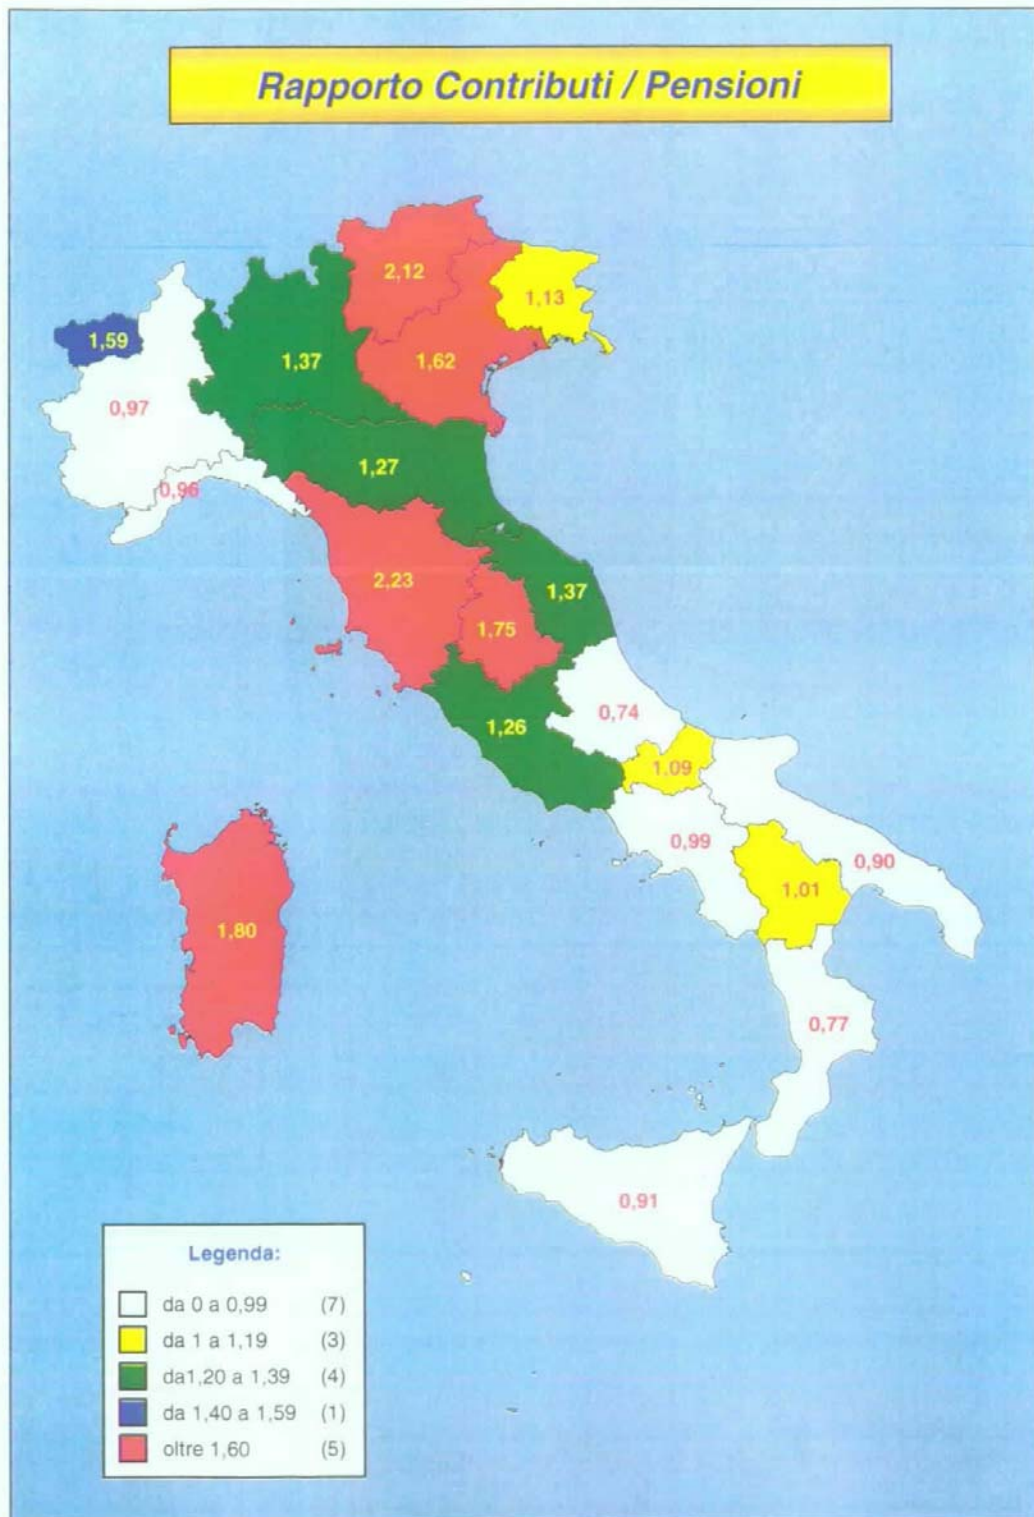 Rapporto Contributi / Pensioni
2,12
1,13
1,59
1,37
1,62
0,97
1,27
0,96
2,23
1,37
1,75
0,74
1,26
1.09
0,99
0,90
1,01
1,80
0,77
0,91
Legenda:
da 0 a 0,99 (7)
da 1 a 1,19 (3)
da1,20 a 1,39 (4)
da 1,40 a 1,59 (1)
oltre 1,60 (5)